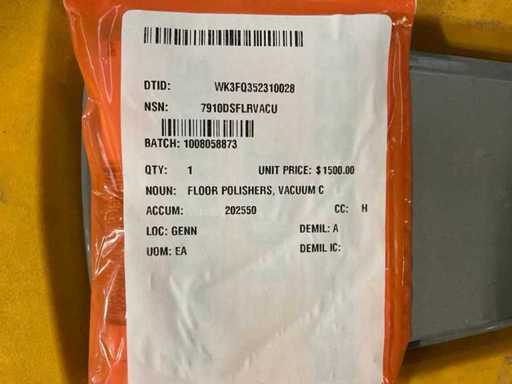 DTID: WK3FQ352310028
NSN: 7910DSFLRVACU
BATCH: 1008058873
QTY: 1 UNIT PRICE: $1500.00
NOUN: FLOOR POLISHERS, VACUUM C
ACCUM: 202550 CC: H
LOC: GENN DEMIL: A
UOM: EA DEMIL IC: